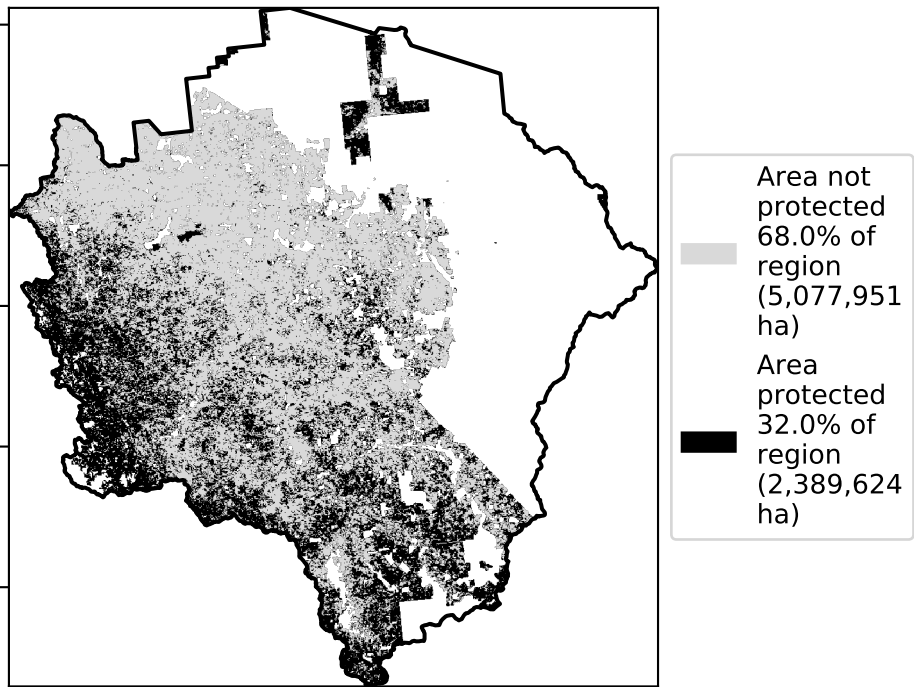 Area not
protected
68.0% of
region
(5,077,951
ha)
Area
protected
32.0% of
region
(2,389,624
ha)